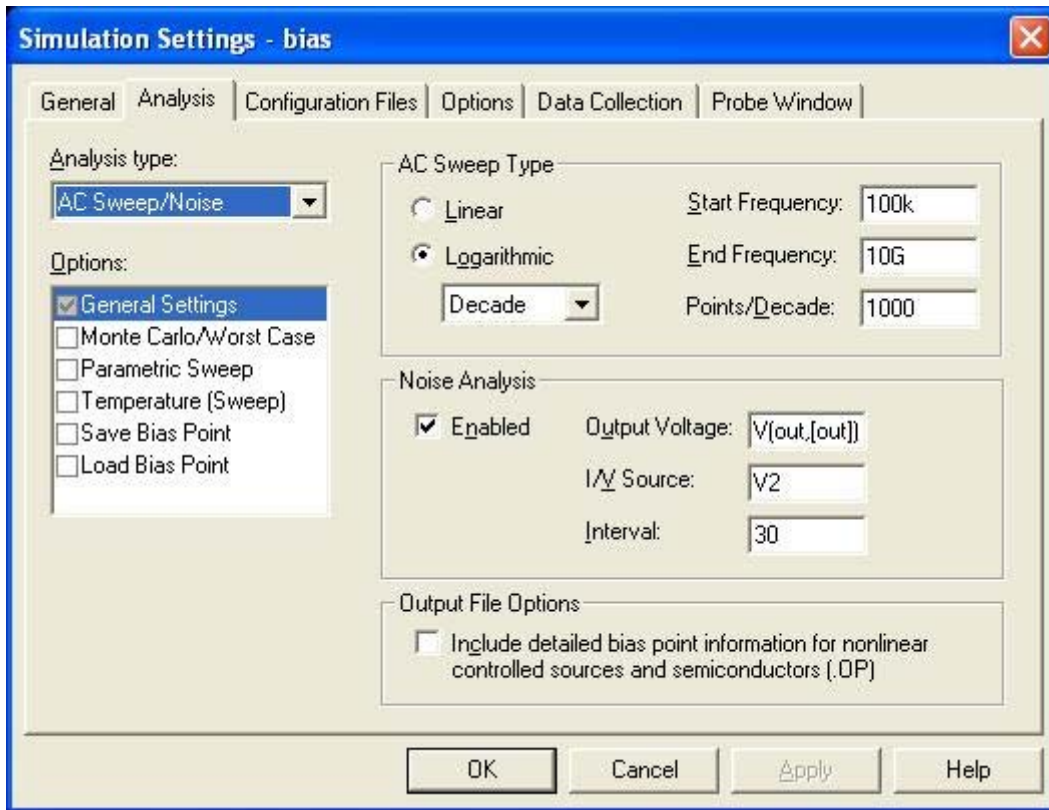 Simulation Settings - bias
General Analysis Configuration Files Options Data Collection Probe Window
Analysis type:
AC Sweep/Noise
Options:
General Settings
Monte Carlo/Worst Case
Parametric Sweep
Temperature (Sweep)
Save Bias Point
Load Bias Point
AC Sweep Type
Linear
Logarithmic
Decade
Start Frequency: 100k
End Frequency: 10G
Points/Decade: 1000
Noise Analysis
Enabled
Output Voltage: V(out,[out])
I/V Source: V2
Interval: 30
Output File Options
Include detailed bias point information for nonlinear
controlled sources and semiconductors (.OP)
OK Cancel Apply Help